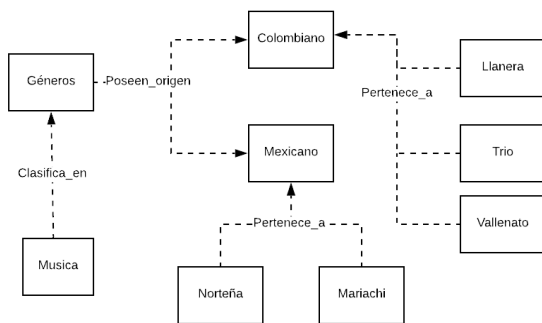 Colombiano
Géneros
Poseen_origen
Llanera
Pertenece_a
Mexicano
Trio
Clasifica_en
Pertenece_a
Vallenato
Musica
Norteña
Mariachi